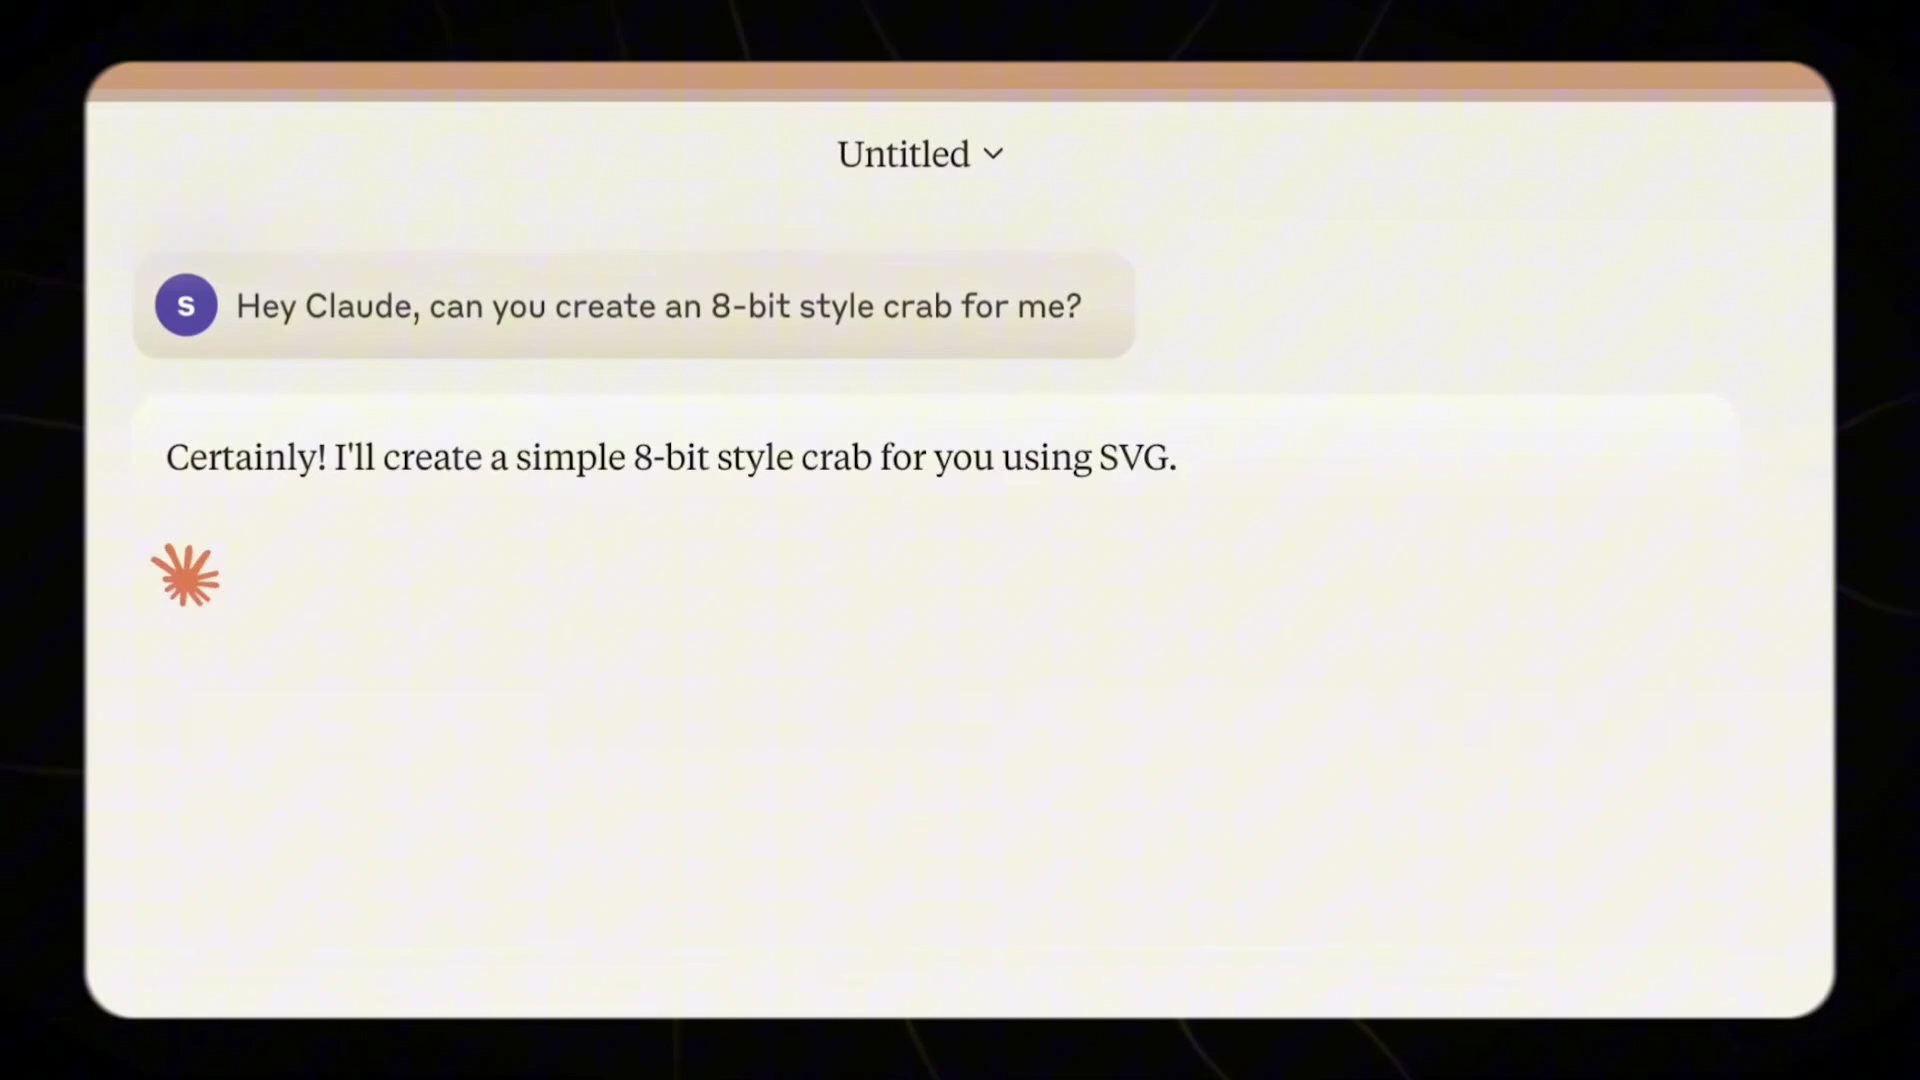 Untitled
S
Hey Claude, can you create an 8-bit style crab for me?
Certainly! I'll create a simple 8-bit style crab for you using SVG.